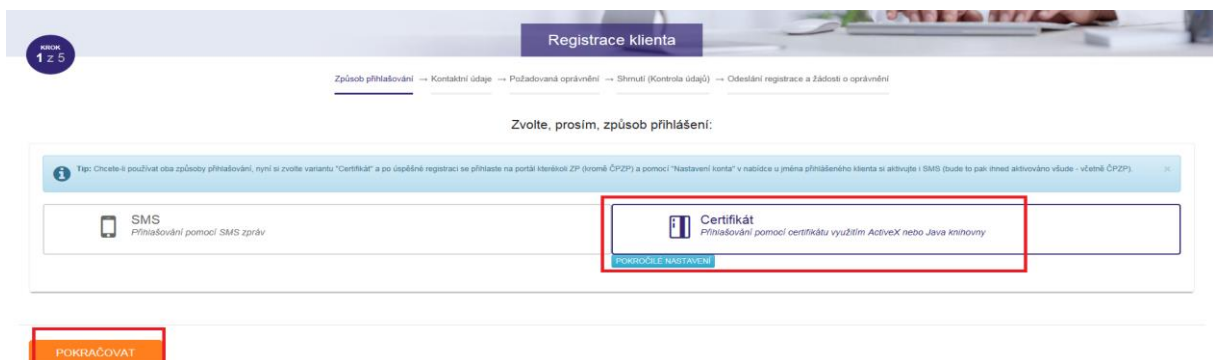 Registrace klienta
KROK
1 z 5
Způsob přihlašování → Kontaktní údaje → Požadovaná oprávnění → Shrnutí (Kontrola údajů) → Odeslání registrace a žádosti o oprávnění
Zvolte, prosím, způsob přihlášení:
Tip: Chcete-li používat oba způsoby přihlašování, nyní si zvolte variantu "Certifikát" a po úspěšné registraci se přihlaste na portál kterékoli ZP (kromě ČPZP) a pomocí "Nastavení konta" v nabídce u jména přihlášeného klienta si aktivujte i SMS (bude to pak ihned aktivováno všude - včetně ČPZP). ×
SMS
Přihlašování pomocí SMS zpráv
Certifikát
Přihlašování pomocí certifikátu využitím ActiveX nebo Java knihovny
POKROČILÉ NASTAVENÍ
POKRAČOVAT